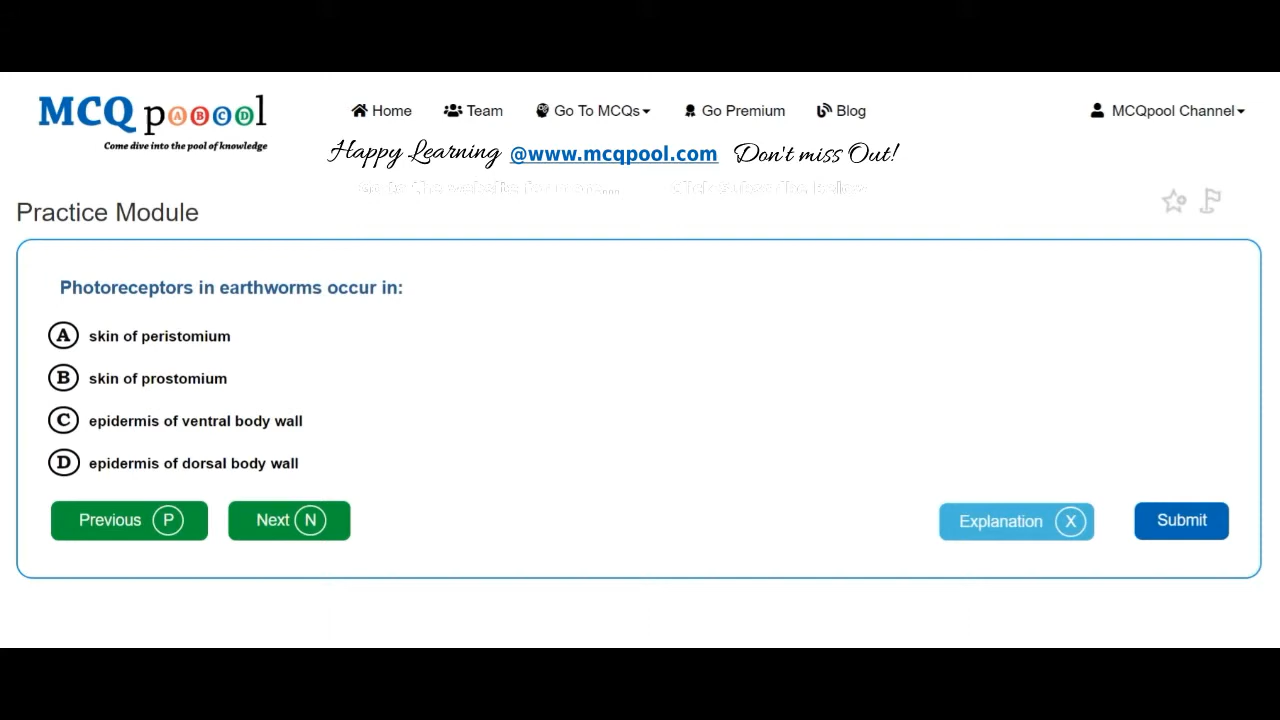 MCQ pABCDl
Come dive into the pool of knowledge
Home Team Go To MCQs Go Premium Blog MCQpool Channel
Happy Learning @www.mcqpool.com Don't miss Out!
Practice Module
Photoreceptors in earthworms occur in:
A skin of peristomium
B skin of prostomium
C epidermis of ventral body wall
D epidermis of dorsal body wall
Previous P Next N Explanation X Submit